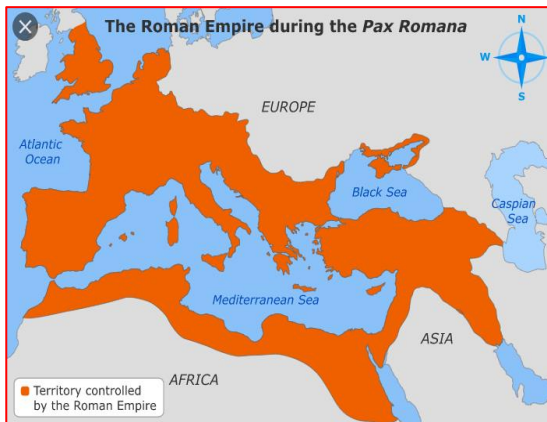 The Roman Empire during the Pax Romana
N
W
E
S
EUROPE
Atlantic
Ocean
Black Sea
Caspian
Sea
Mediterranean Sea
ASIA
AFRICA
Territory controlled
by the Roman Empire